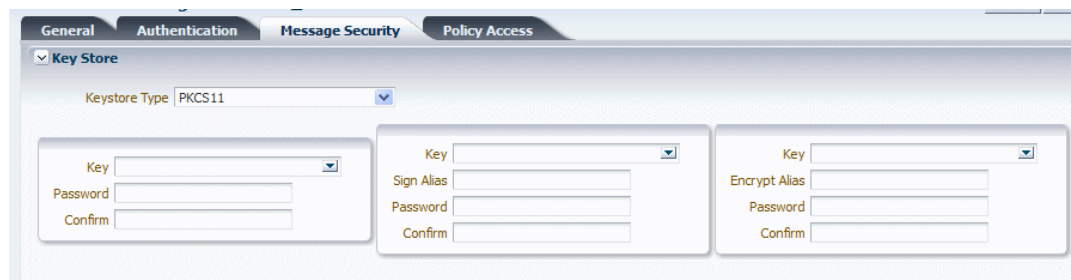 General Authentication Message Security Policy Access
Key Store
Keystore Type PKCS11
Key
Password
Confirm
Key
Sign Alias
Password
Confirm
Key
Encrypt Alias
Password
Confirm